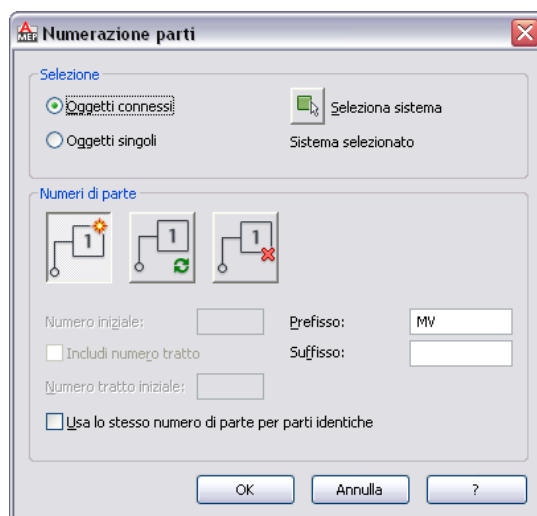 MEP
Numerazione parti
Selezione
Oggetti connessi
Seleziona sistema
Oggetti singoli
Sistema selezionato
Numeri di parte
1
1
1
Numero iniziale:
Prefisso:
MV
Includi numero tratto
Suffisso:
Numero tratto iniziale:
Usa lo stesso numero di parte per parti identiche
OK
Annulla
?